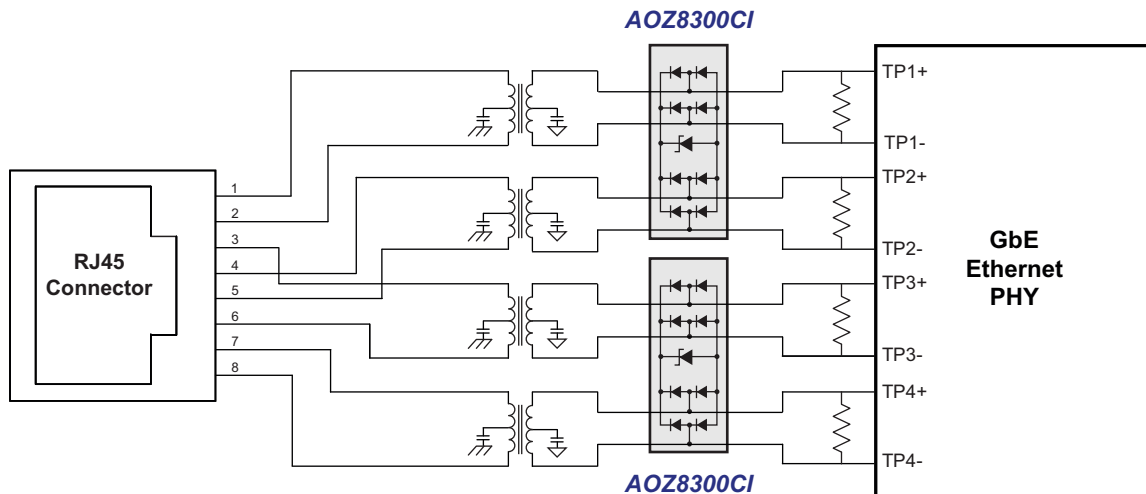 AOZ8300CI
TP1+
TP1-
TP2+
TP2-
TP3+
TP3-
TP4+
TP4-
GbE
Ethernet
PHY
RJ45
Connector
1
2
3
4
5
6
7
8
AOZ8300CI